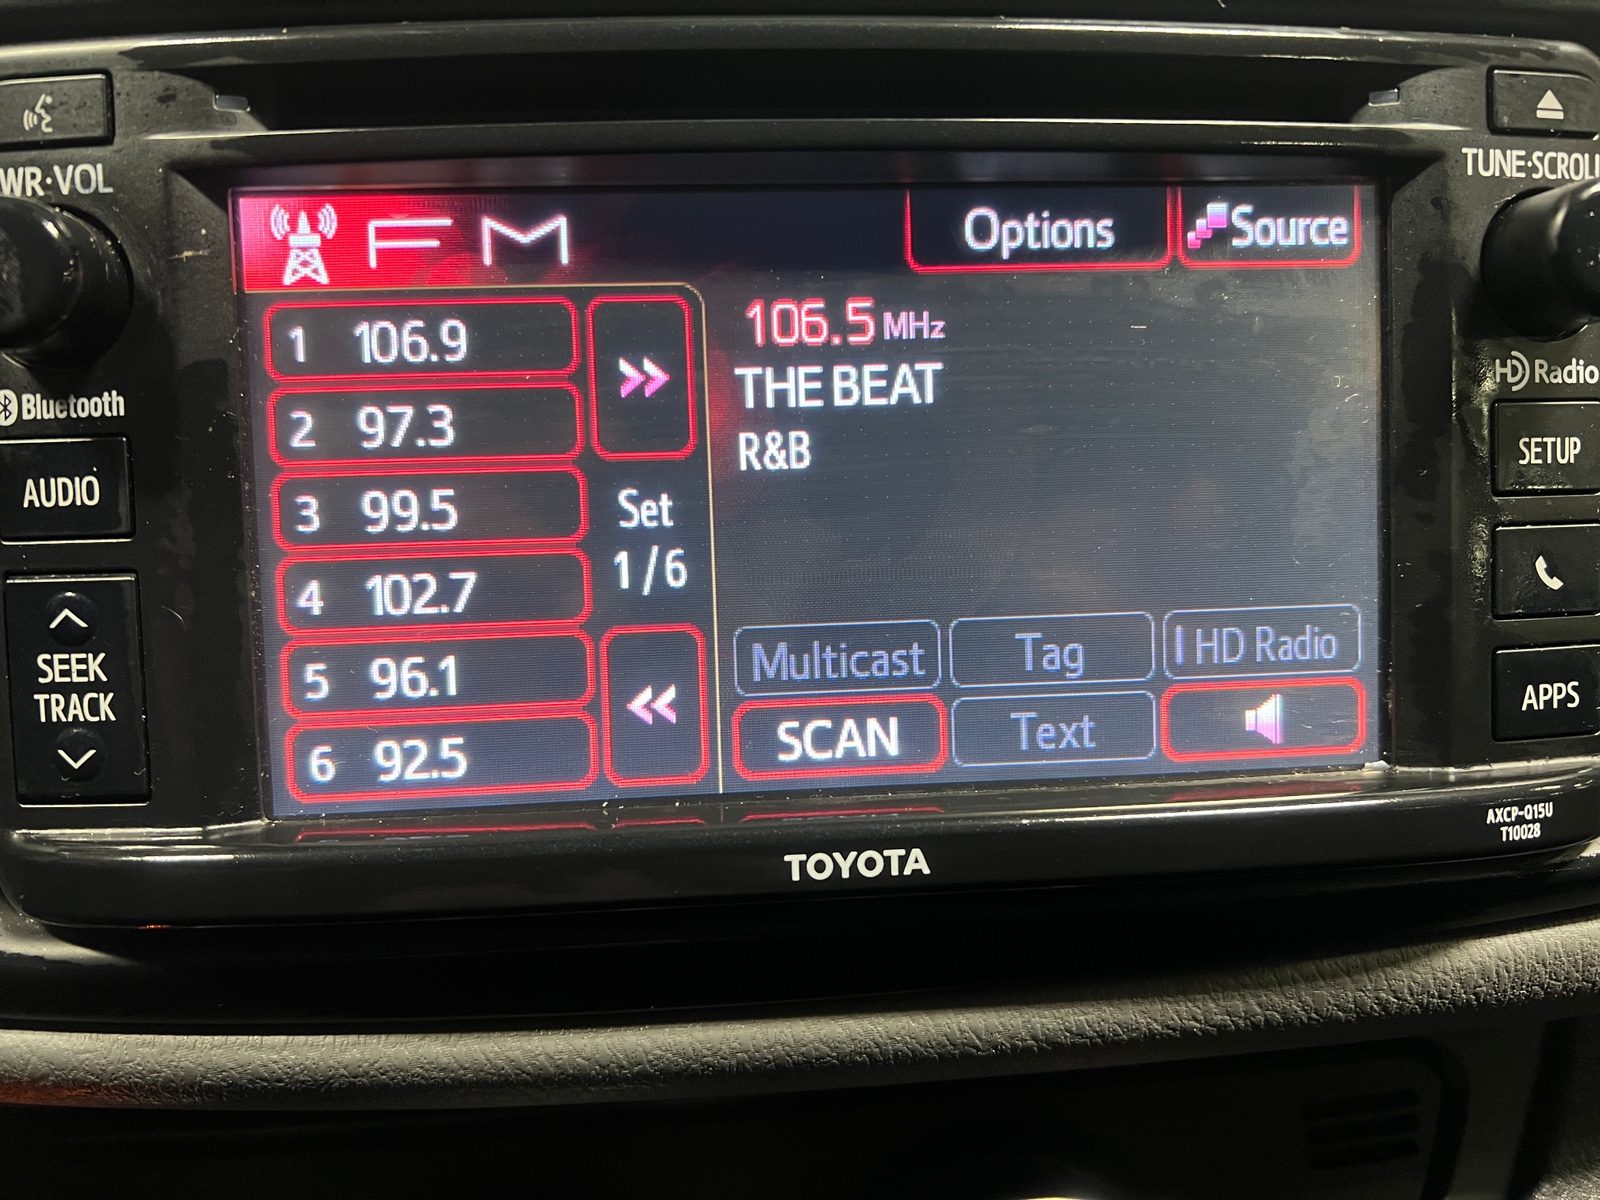 WR·VOL
Bluetooth
AUDIO
SEEK
TRACK
FM
Options
Source
1 106.9
2 97.3
3 99.5
4 102.7
5 96.1
6 92.5
>>
Set
1/6
<<
106.5 MHz
THE BEAT
R&B
Multicast
Tag
HD Radio
SCAN
Text
TUNE·SCROLL
HD Radio
SETUP
APPS
AXCP-Q15U
T10028
TOYOTA